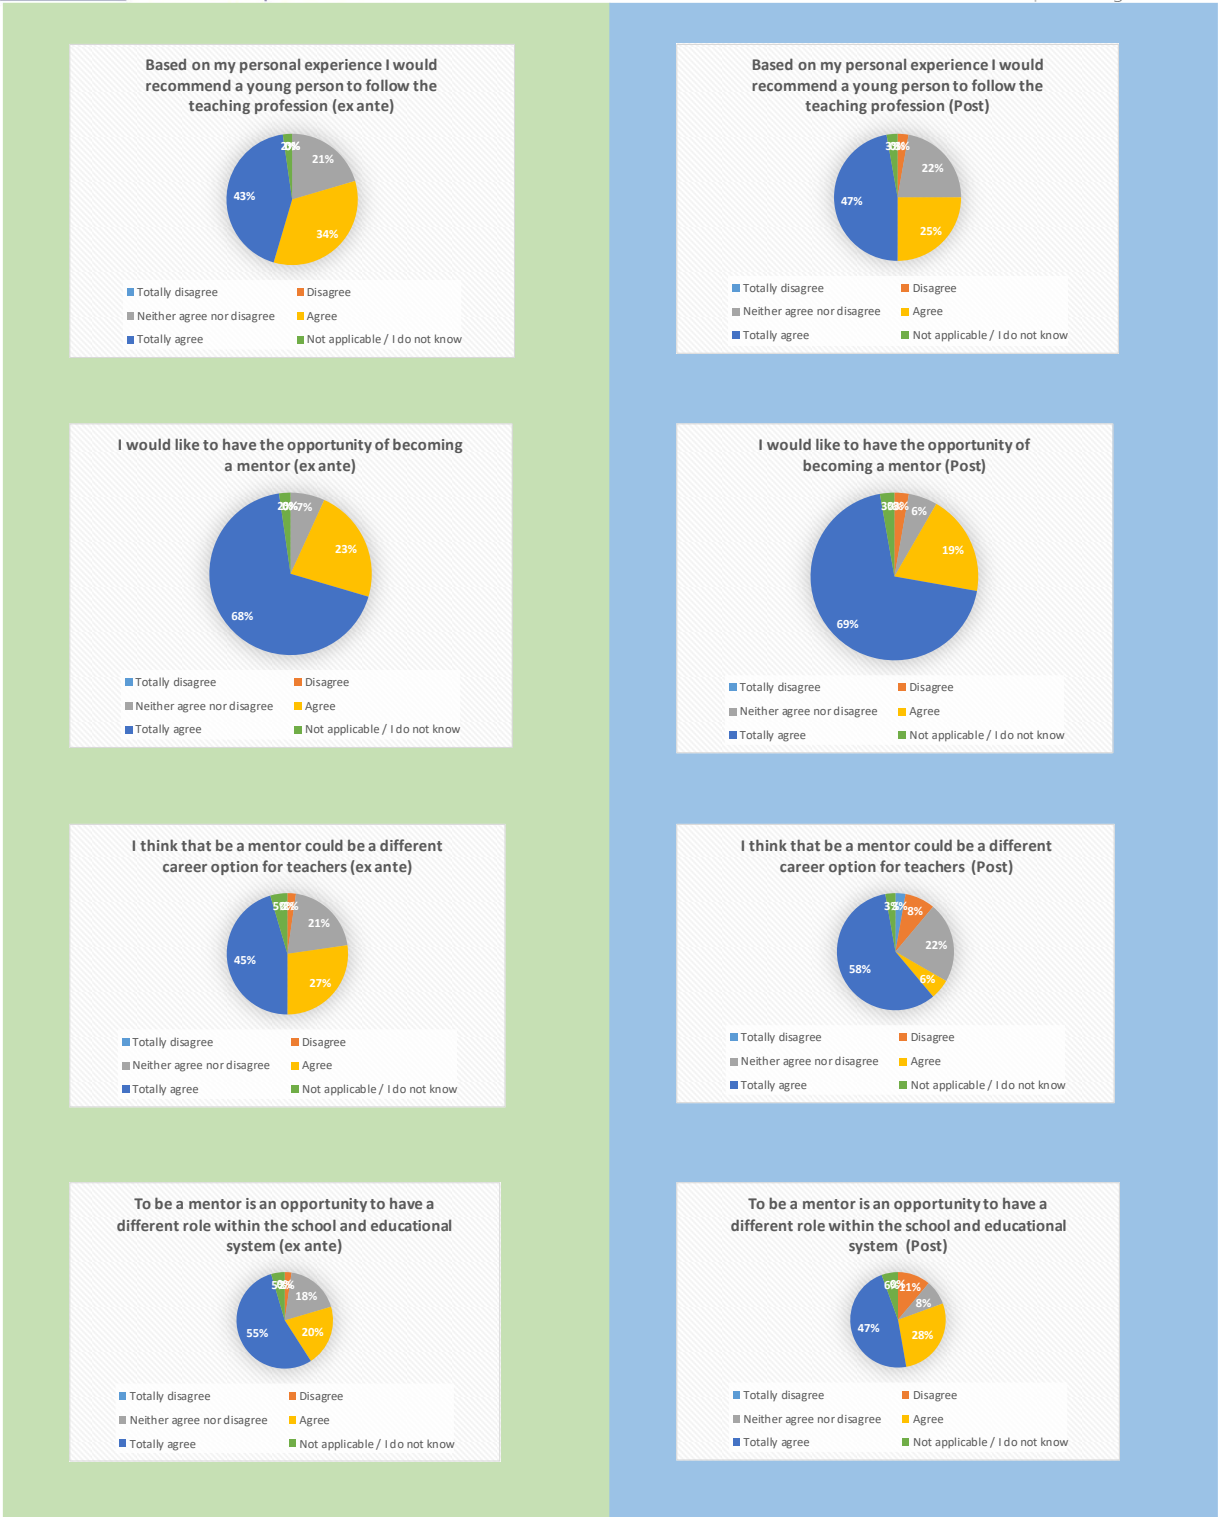 Based on my personal experience I would
recommend a young person to follow the
teaching profession (ex ante)
21%
43%
34%
Totally disagree
Disagree
Neither agree nor disagree
Agree
Totally agree
Not applicable / I do not know
Based on my personal experience I would
recommend a young person to follow the
teaching profession (Post)
22%
47%
25%
Totally disagree
Disagree
Neither agree nor disagree
Agree
Totally agree
Not applicable / I do not know
I would like to have the opportunity of becoming
a mentor (ex ante)
7%
23%
68%
Totally disagree
Disagree
Neither agree nor disagree
Agree
Totally agree
Not applicable / I do not know
I would like to have the opportunity of
becoming a mentor (Post)
6%
19%
69%
Totally disagree
Disagree
Neither agree nor disagree
Agree
Totally agree
Not applicable / I do not know
I think that be a mentor could be a different
career option for teachers (ex ante)
21%
45%
27%
Totally disagree
Disagree
Neither agree nor disagree
Agree
Totally agree
Not applicable / I do not know
I think that be a mentor could be a different
career option for teachers (Post)
3%
8%
22%
58%
6%
Totally disagree
Disagree
Neither agree nor disagree
Agree
Totally agree
Not applicable / I do not know
To be a mentor is an opportunity to have a
different role within the school and educational
system (ex ante)
18%
55%
20%
Totally disagree
Disagree
Neither agree nor disagree
Agree
Totally agree
Not applicable / I do not know
To be a mentor is an opportunity to have a
different role within the school and educational
system (Post)
11%
8%
47%
28%
Totally disagree
Disagree
Neither agree nor disagree
Agree
Totally agree
Not applicable / I do not know